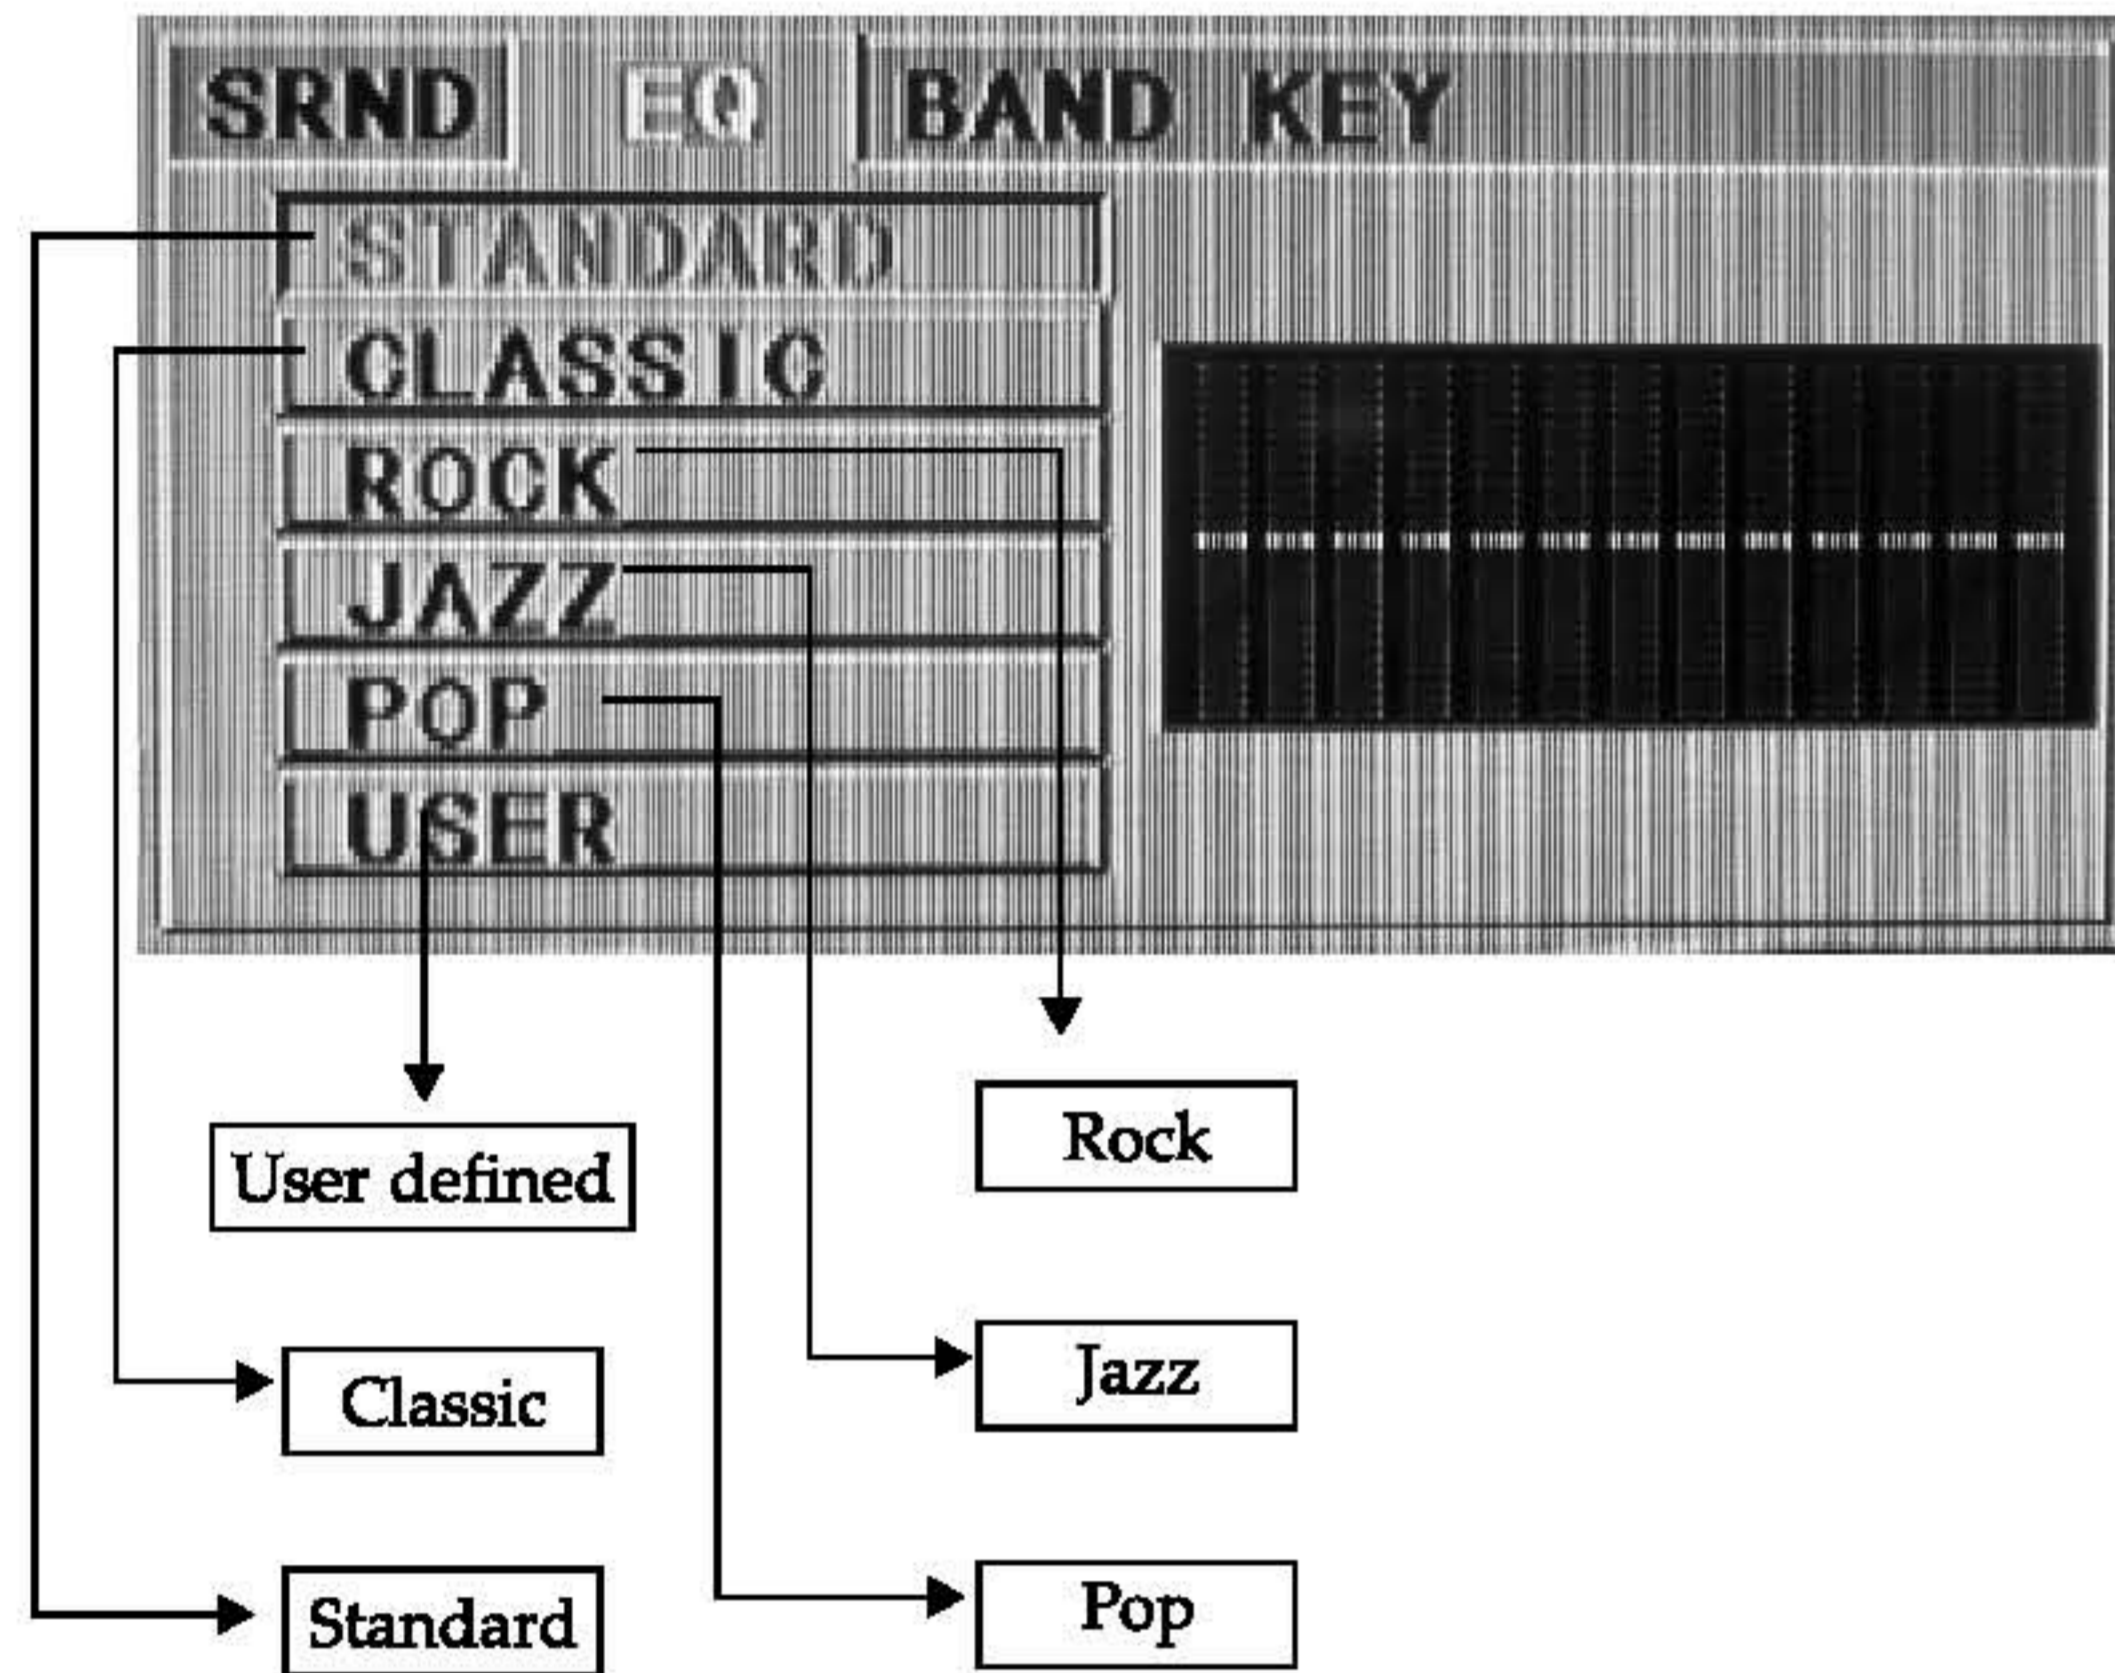 SRND EQ BAND KEY
STANDARD
CLASSIC
ROCK
JAZZ
POP
USER
User defined
Classic
Standard
Rock
Jazz
Pop